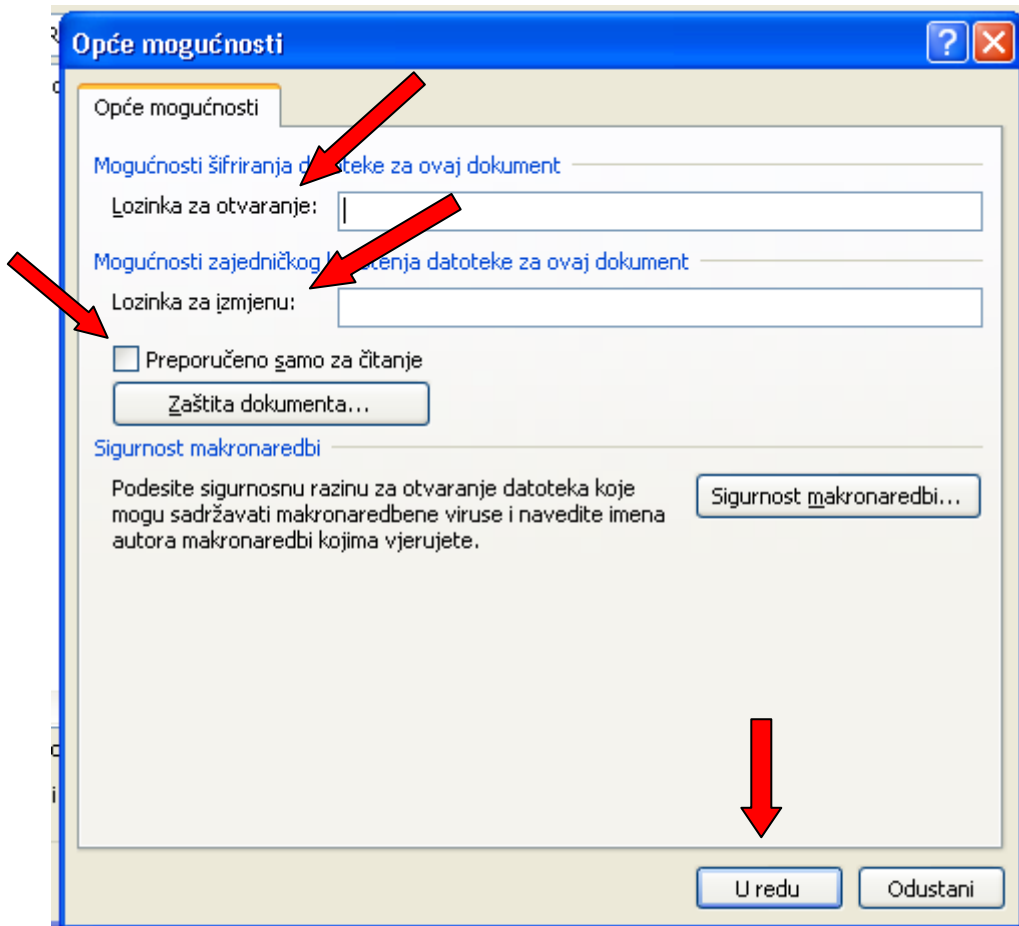 Opće mogućnosti
Opće mogućnosti
Mogućnosti šifriranja datoteke za ovaj dokument
Lozinka za otvaranje:
Mogućnosti zajedničkog korištenja datoteke za ovaj dokument
Lozinka za izmjenu:
Preporučeno samo za čitanje
Zaštita dokumenta...
Sigurnost makronaredbi
Podesite sigurnosnu razinu za otvaranje datoteka koje
mogu sadržavati makronaredbene viruse i navedite imena
autora makronaredbi kojima vjerujete.
Sigurnost makronaredbi...
U redu
Odustani